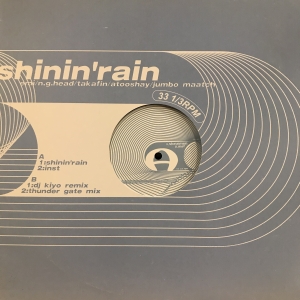 shinin'rain
n.g.head/takafin/atooshay/jumbo maatch
33 1/3RPM
A
1:shinin'rain
2:inst
B
1:dj kiyo remix
2:thunder gate mix
A